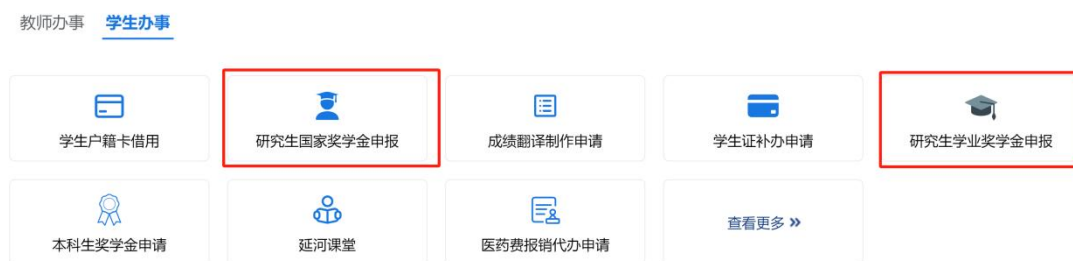 教师办事 学生办事
学生户籍卡借用 研究生国家奖学金申报 成绩翻译制作申请 学生证补办申请 研究生学业奖学金申报
本科生奖学金申请 延河课堂 医药费报销代办申请 查看更多 »